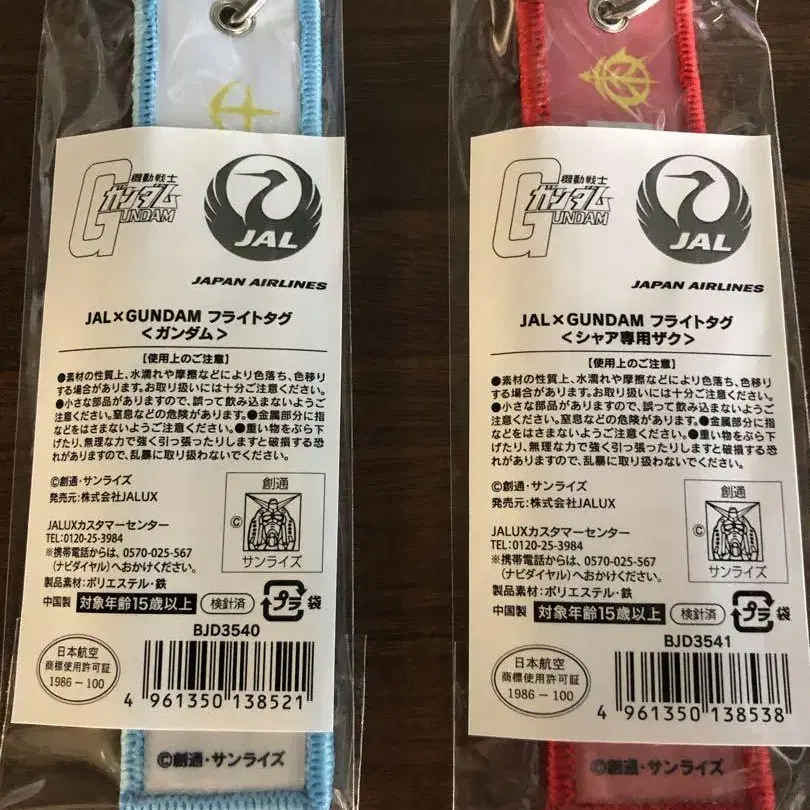 機動戦士
ガンダム
GUNDAM
JAL
JAPAN AIRLINES
JAL×GUNDAM フライトタグ
<ガンダム>
【使用上のご注意】
●素材の性質上、水濡れや摩擦などにより色落ち、色移り
する場合があります。お取り扱いには十分ご注意ください。
●小さな部品がありますので、誤って飲み込まないようご
注意ください。窒息などの危険があります。●金属部分に指
などをはさまないようご注意ください。●重い物をぶら下
げたり、無理な力で強く引っ張ったりしますと破損する恐
れがありますので、乱暴に取り扱わないでください。
©創通・サンライズ
発売元:株式会社JALUX
JALUXカスタマーセンター
TEL:0120-25-3984
※携帯電話からは、0570-025-567
(ナビダイヤル)へおかけください。
製品素材:ポリエステル・鉄
創通
©
サンライズ
中国製 対象年齢15歳以上 検針済 プラ 袋
BJD3540
日本航空
商標使用許可証
1986-100
4 961350 138521
©創通・サンライズ
機動戦士
ガンダム
GUNDAM
JAL
JAPAN AIRLINES
JAL×GUNDAM フライトタグ
<シャア専用ザク>
【使用上のご注意】
●素材の性質上、水濡れや摩擦などにより色落ち、色移り
する場合があります。お取り扱いには十分ご注意ください。
●小さな部品がありますので、誤って飲み込まないようご
注意ください。窒息などの危険があります。●金属部分に指
などをはさまないようご注意ください。●重い物をぶら下
げたり、無理な力で強く引っ張ったりしますと破損する恐
れがありますので、乱暴に取り扱わないでください。
©創通・サンライズ
発売元:株式会社JALUX
JALUXカスタマーセンター
TEL:0120-25-3984
※携帯電話からは、0570-025-567
(ナビダイヤル)へおかけください。
製品素材:ポリエステル・鉄
創通
©
サンライズ
中国製 対象年齢15歳以上 検針済 プラ 袋
BJD3541
日本航空
商標使用許可証
1986-100
4 961350 138538
©創通・サンライズ